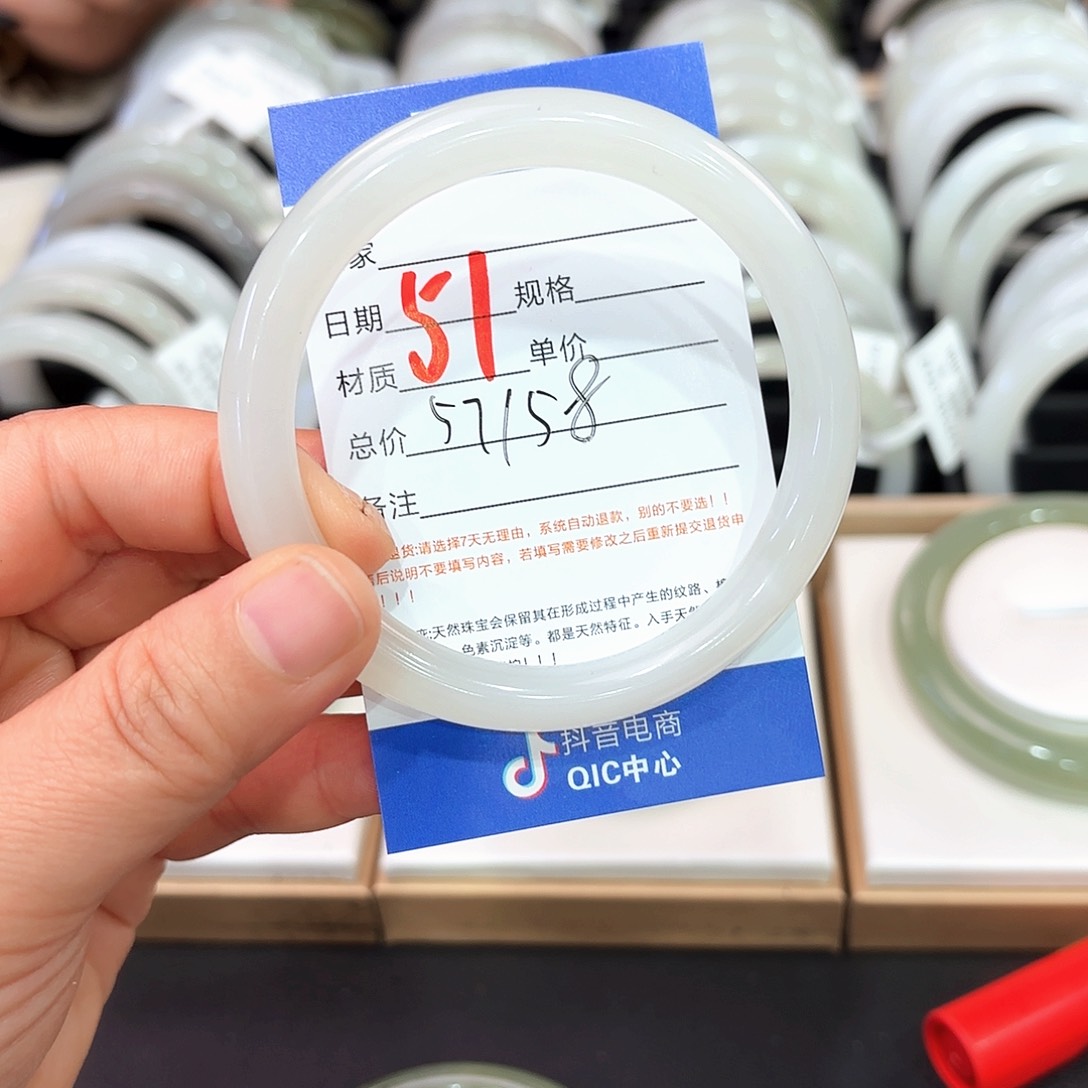 家
日期 51 规格
材质 单价
总价 57/58
备注
退货:请选择7天无理由，系统自动退款，别的不要选！！
后说明不要填写内容，若填写需要修改之后重新提交退货申
！！！
:天然珠宝会保留其在形成过程中产生的纹路、
色素沉淀等。都是天然特征。入手天
！！！
抖音电商
QIC中心